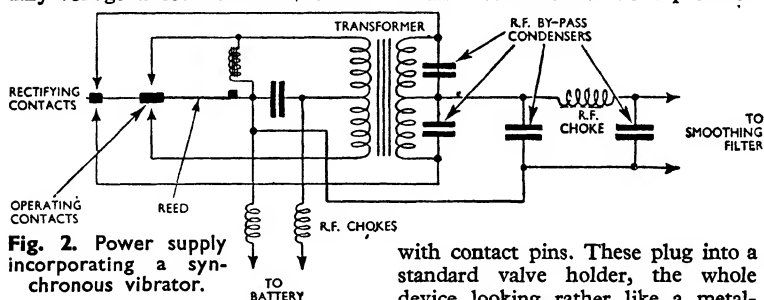 TRANSFORMER
R.F. BY-PASS
CONDENSERS
RECTIFYING
CONTACTS
R.F.
CHOKE
TO
SMOOTHING
FILTER
OPERATING
CONTACTS
REED
R.F. CHOKES
TO
BATTERY
Fig. 2. Power supply
incorporating a syn-
chronous vibrator.
with contact pins. These plug into a
standard valve holder, the whole
device looking rather like a metal-